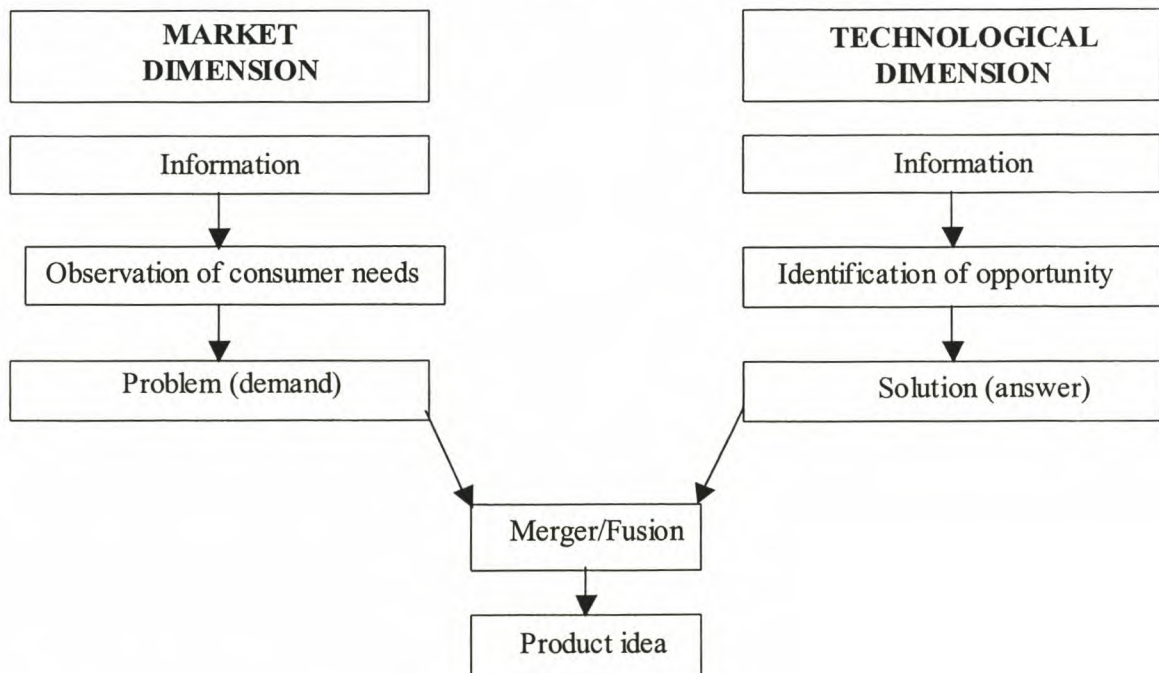 MARKET
DIMENSION
Information
Observation of consumer needs
Problem (demand)
TECHNOLOGICAL
DIMENSION
Information
Identification of opportunity
Solution (answer)
Merger/Fusion
Product idea